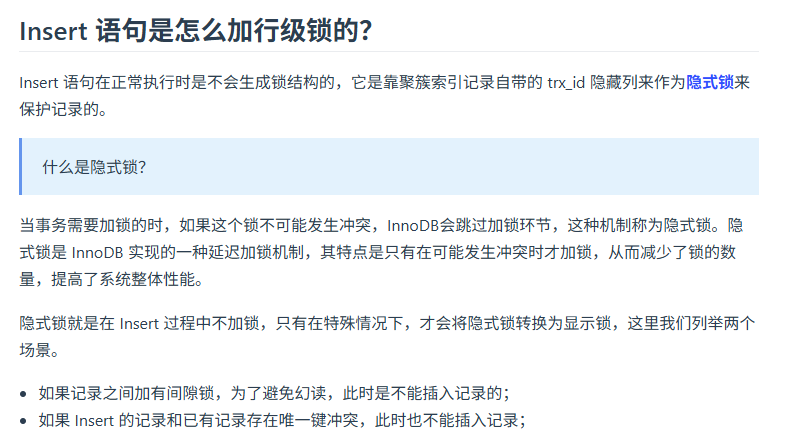 Insert 语句是怎么加行级锁的？
Insert 语句在正常执行时是不会生成锁结构的，它是靠聚簇索引记录自带的 trx_id 隐藏列来作为隐式锁来
保护记录的。
什么是隐式锁？
当事务需要加锁的时，如果这个锁不可能发生冲突，InnoDB会跳过加锁环节，这种机制称为隐式锁。隐
式锁是 InnoDB 实现的一种延迟加锁机制，其特点是只有在可能发生冲突时才加锁，从而减少了锁的数
量，提高了系统整体性能。
隐式锁就是在 Insert 过程中不加锁，只有在特殊情况下，才会将隐式锁转换为显示锁，这里我们列举两个
场景。
• 如果记录之间加有间隙锁，为了避免幻读，此时是不能插入记录的；
• 如果 Insert 的记录和已有记录存在唯一键冲突，此时也不能插入记录；